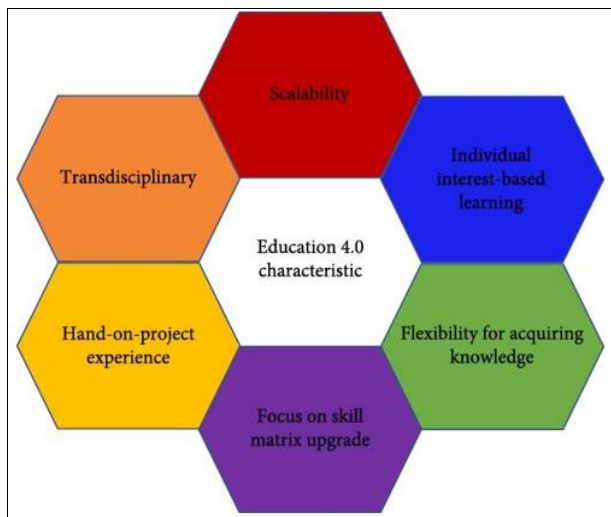 Scalability
Individual
interest-based
learning
Transdisciplinary
Education 4.0
characteristic
Hand-on-project
experience
Flexibility for acquiring
knowledge
Focus on skill
matrix upgrade